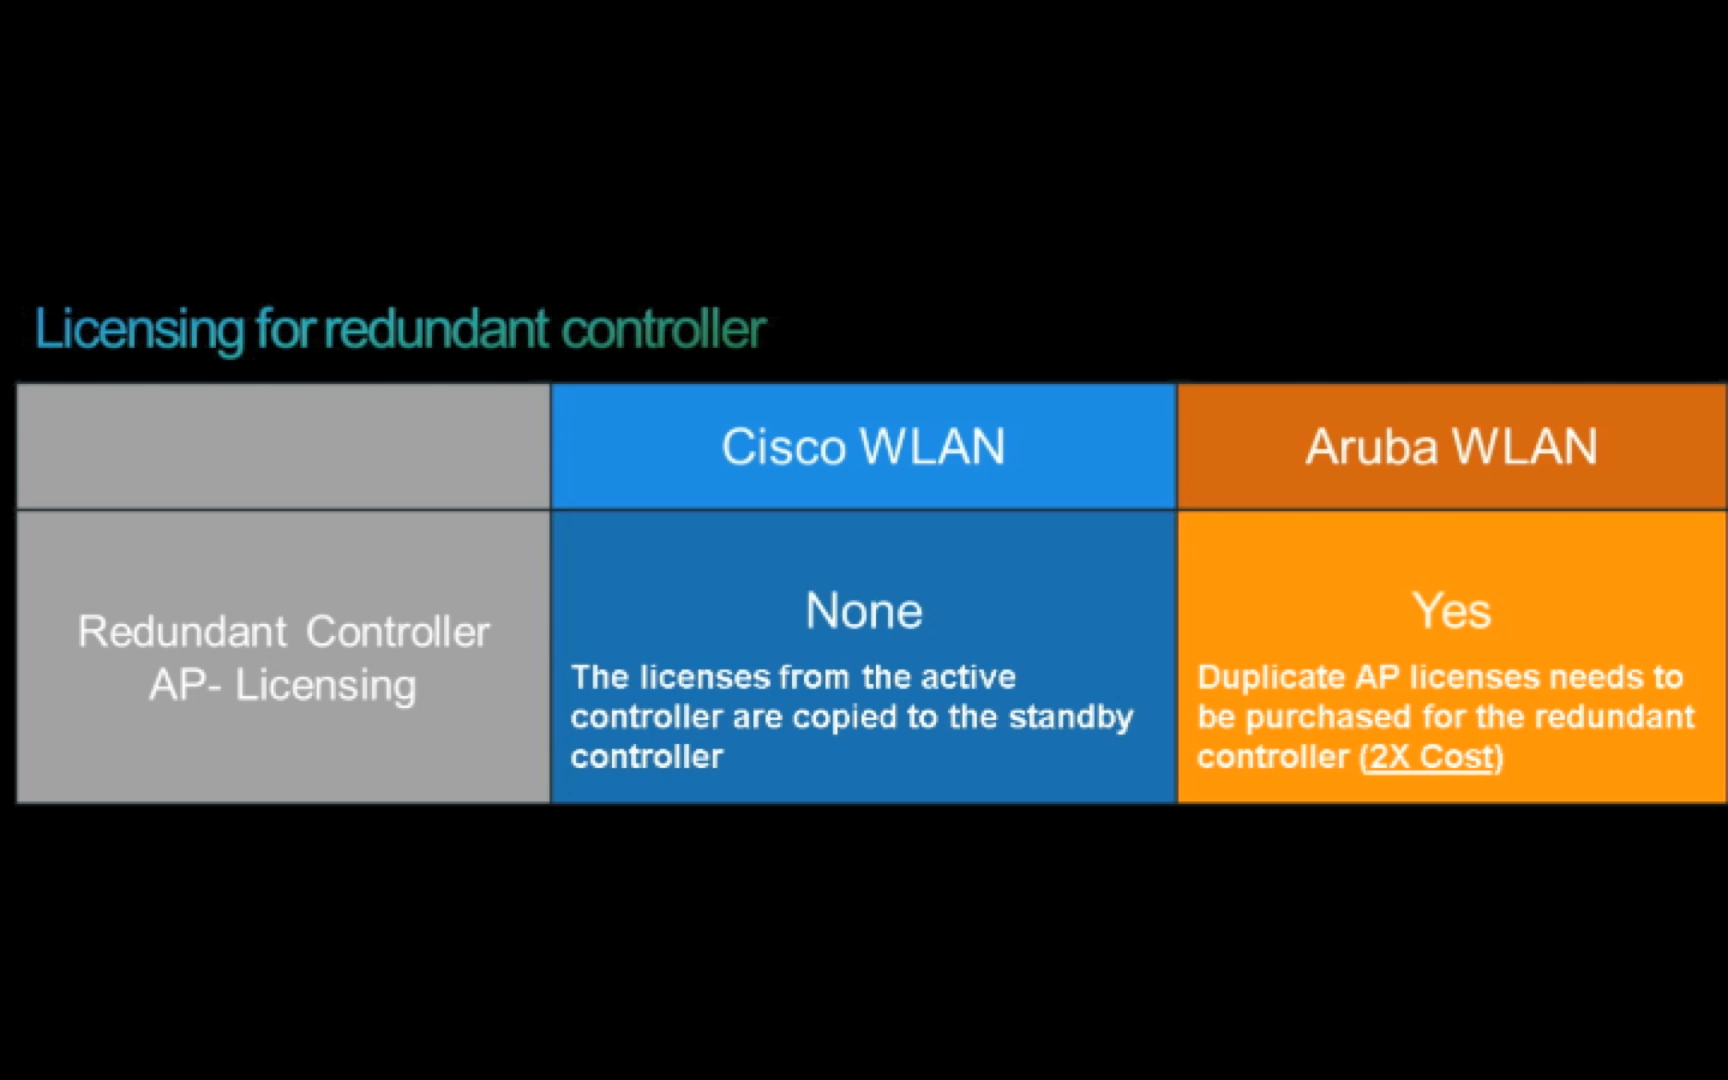 Licensing for redundant controller
Cisco WLAN
Aruba WLAN
Redundant Controller
AP- Licensing
None
The licenses from the active
controller are copied to the standby
controller
Yes
Duplicate AP licenses needs to
be purchased for the redundant
controller (2X Cost)